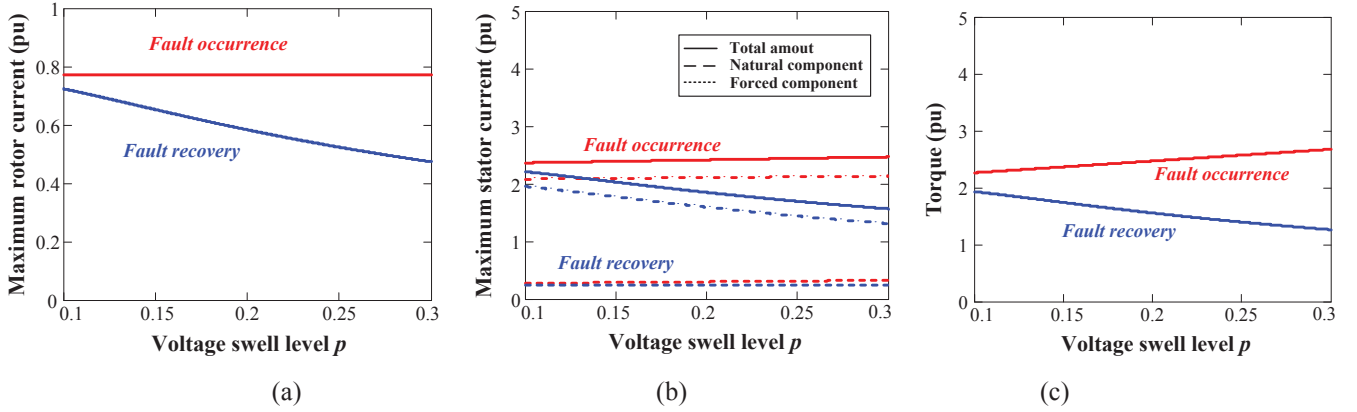 Maximum rotor current (pu)
1
0.8
0.6
0.4
0.2
0
Fault occurrence
Fault recovery
0.1 0.15 0.2 0.25 0.3
Voltage swell level p
(a)
Maximum stator current (pu)
5
4
3
2
1
0
Total amout
Natural component
Forced component
Fault occurrence
Fault recovery
0.1 0.15 0.2 0.25 0.3
Voltage swell level p
(b)
Torque (pu)
5
4
3
2
1
0
Fault occurrence
Fault recovery
0.1 0.15 0.2 0.25 0.3
Voltage swell level p
(c)